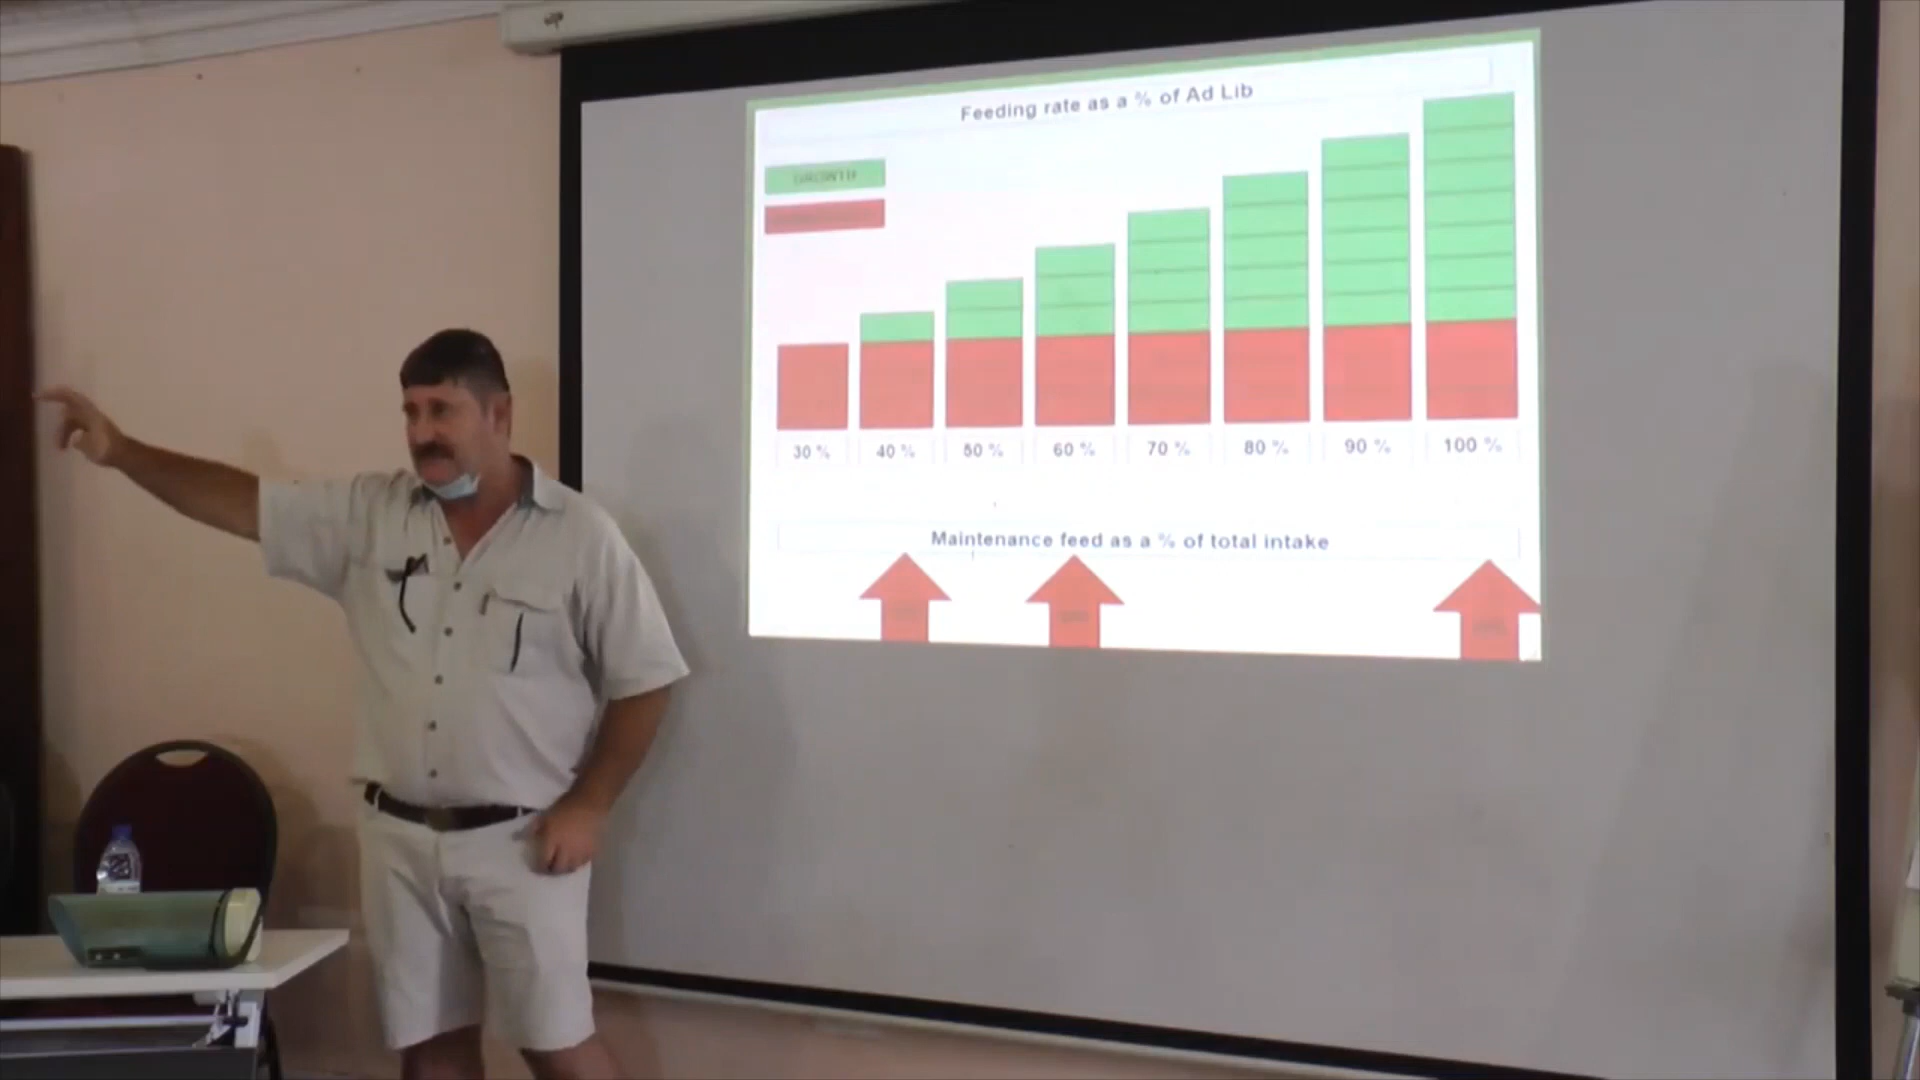 Feeding rate as a % of Ad Lib
GROWTH
30 %
40 %
50 %
60 %
70 %
80 %
90 %
100 %
Maintenance feed as a % of total intake